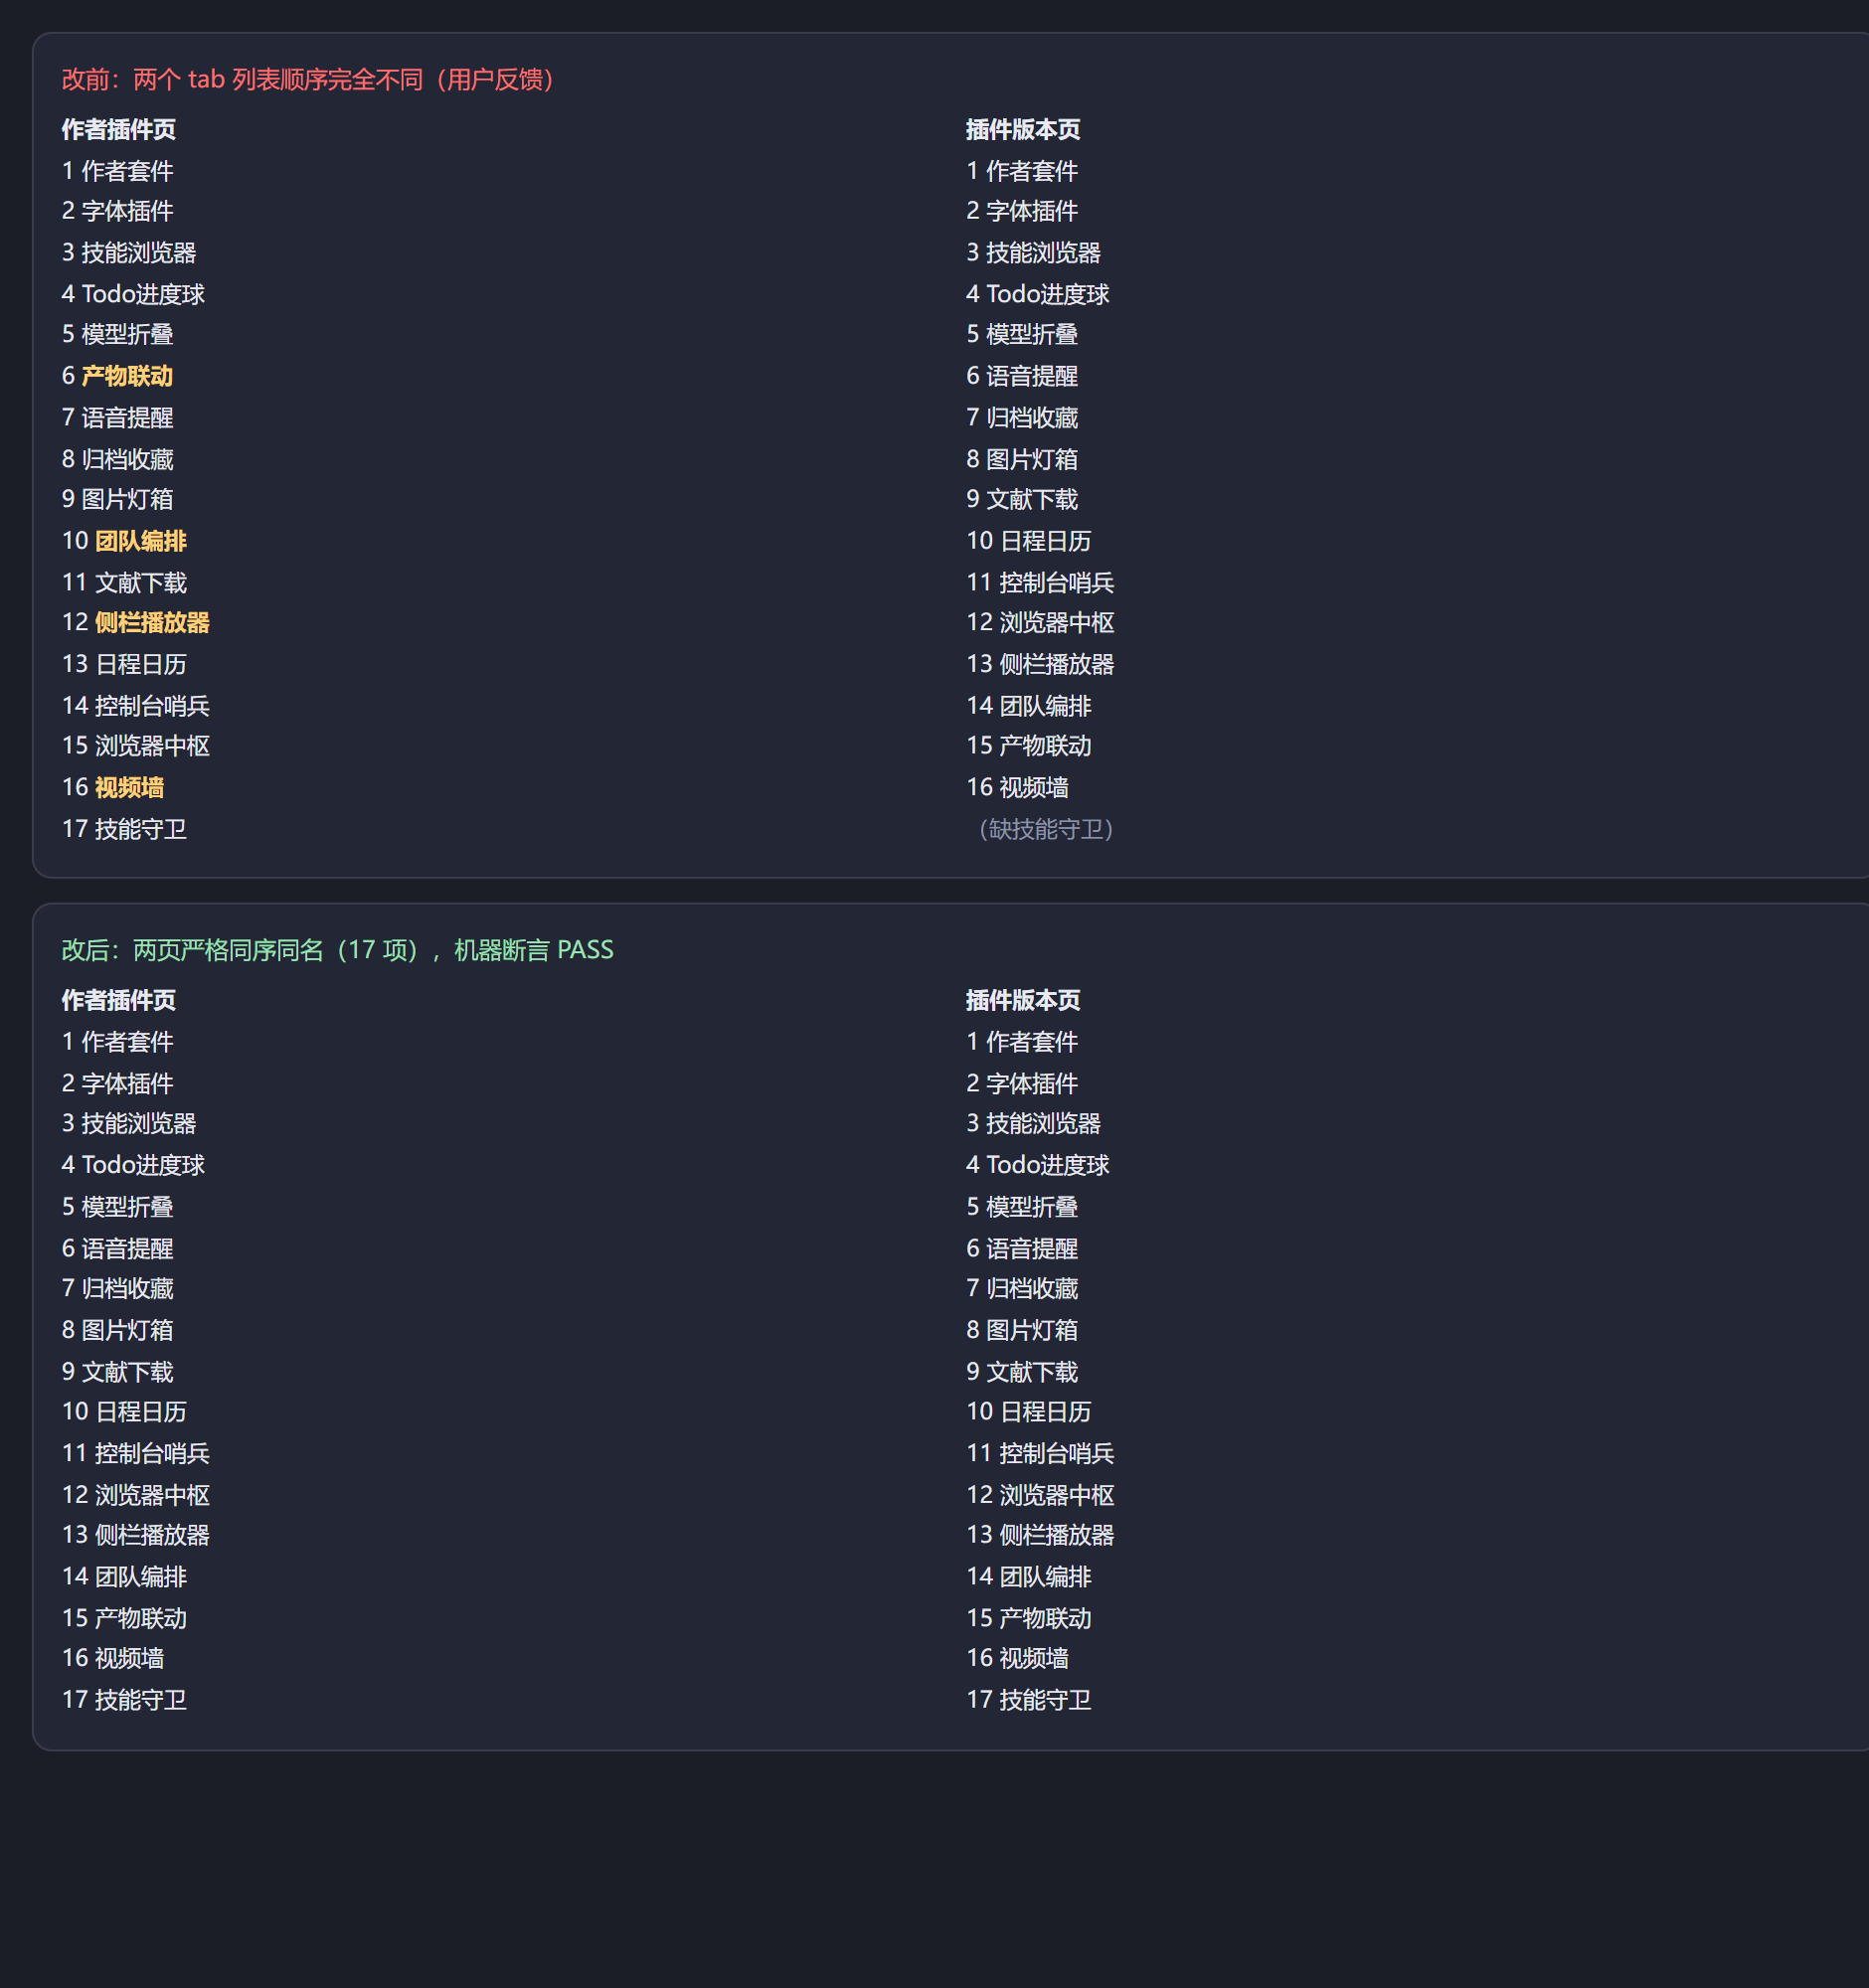 改前：两个 tab 列表顺序完全不同（用户反馈）
作者插件页
1 作者套件
2 字体插件
3 技能浏览器
4 Todo进度球
5 模型折叠
6 产物联动
7 语音提醒
8 归档收藏
9 图片灯箱
10 团队编排
11 文献下载
12 侧栏播放器
13 日程日历
14 控制台哨兵
15 浏览器中枢
16 视频墙
17 技能守卫
插件版本页
1 作者套件
2 字体插件
3 技能浏览器
4 Todo进度球
5 模型折叠
6 语音提醒
7 归档收藏
8 图片灯箱
9 文献下载
10 日程日历
11 控制台哨兵
12 浏览器中枢
13 侧栏播放器
14 团队编排
15 产物联动
16 视频墙
（缺技能守卫）
改后：两页严格同序同名（17 项），机器断言 PASS
作者插件页
1 作者套件
2 字体插件
3 技能浏览器
4 Todo进度球
5 模型折叠
6 语音提醒
7 归档收藏
8 图片灯箱
9 文献下载
10 日程日历
11 控制台哨兵
12 浏览器中枢
13 侧栏播放器
14 团队编排
15 产物联动
16 视频墙
17 技能守卫
插件版本页
1 作者套件
2 字体插件
3 技能浏览器
4 Todo进度球
5 模型折叠
6 语音提醒
7 归档收藏
8 图片灯箱
9 文献下载
10 日程日历
11 控制台哨兵
12 浏览器中枢
13 侧栏播放器
14 团队编排
15 产物联动
16 视频墙
17 技能守卫